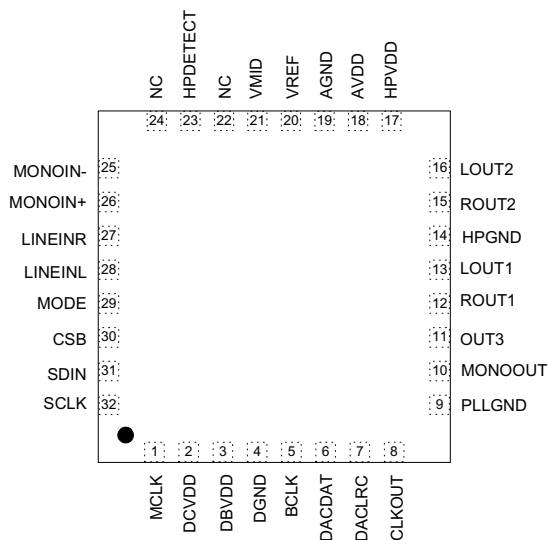 NC
HPDETECT
NC
VMID
VREF
AGND
AVDD
HPVDD
24
23
22
21
20
19
18
17
MONOIN- 25
MONOIN+ 26
LINEINR 27
LINEINL 28
MODE 29
CSB 30
SDIN 31
SCLK 32
16 LOUT2
15 ROUT2
14 HPGND
13 LOUT1
12 ROUT1
11 OUT3
10 MONOOUT
9 PLLGND
1
2
3
4
5
6
7
8
MCLK
DCVDD
DBVDD
DGND
BCLK
DACDAT
DACLRC
CLKOUT